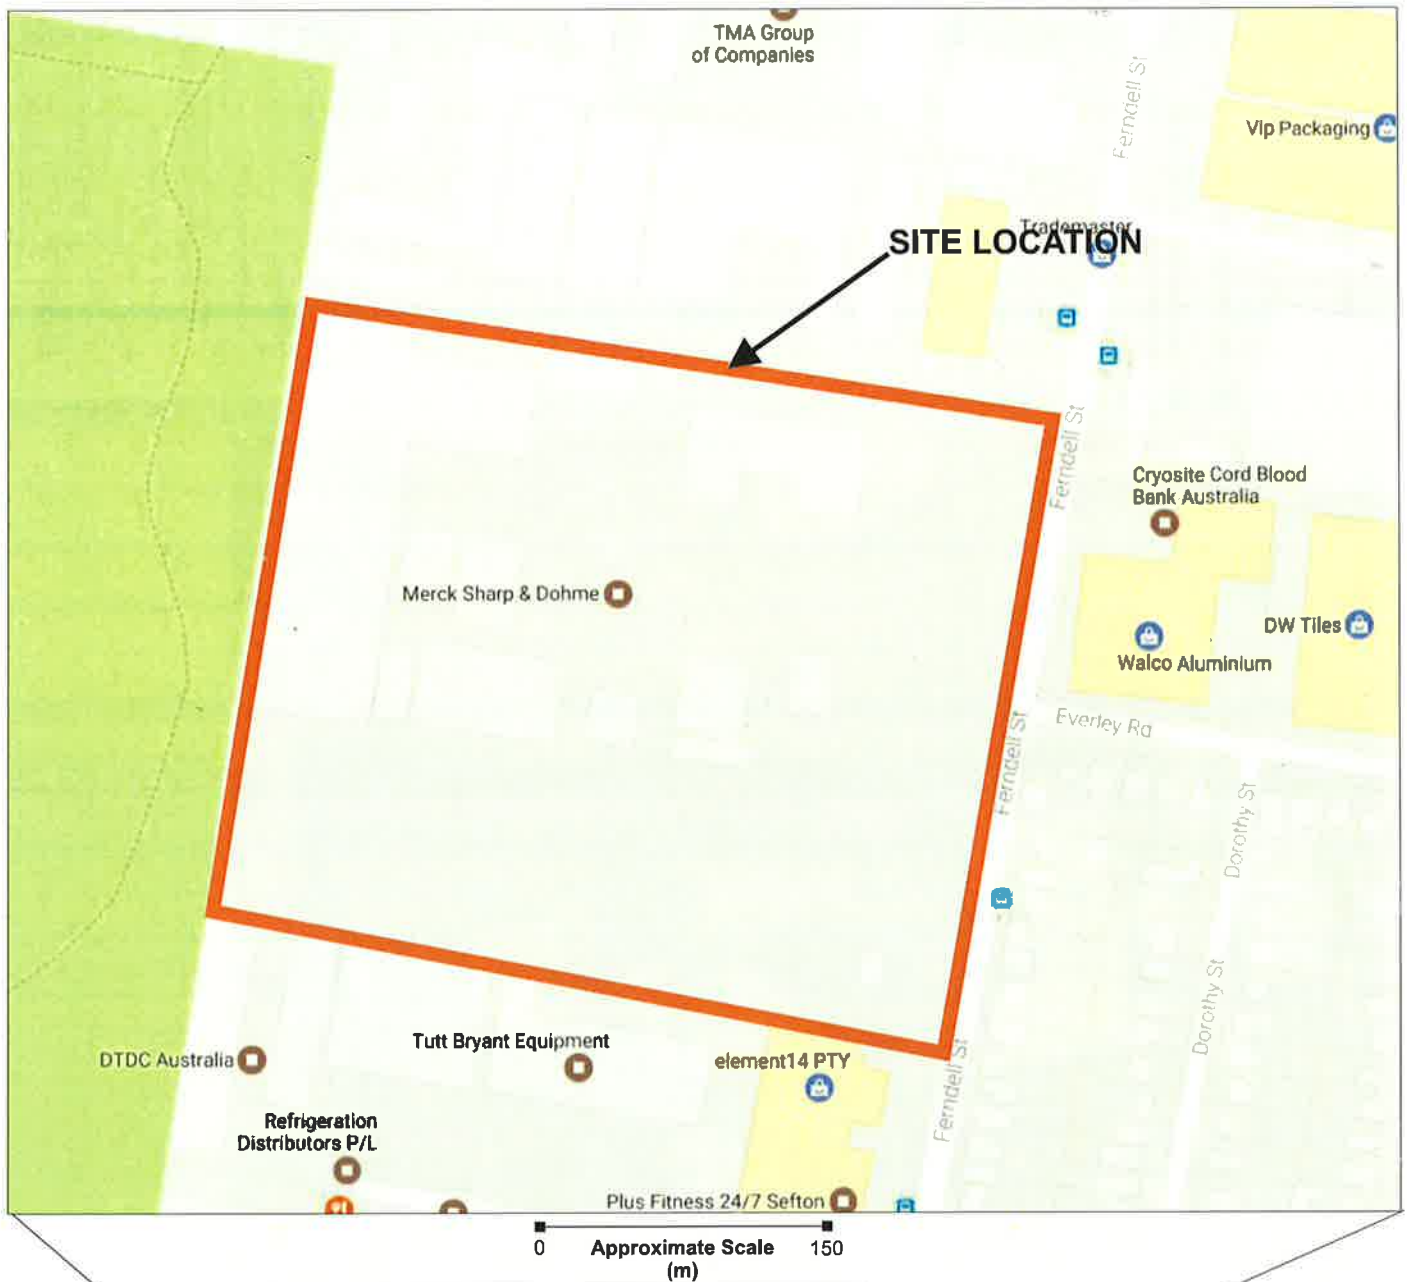 TMA Group
of Companies
Ferndell St
Vip Packaging
Trademaster
SITE LOCATION
Ferndell St
Cryosite Cord Blood
Bank Australia
Merck Sharp & Dohme
DW Tiles
Walco Aluminium
Everley Rd
Ferndell St
Dorothy St
Dorothy St
Tutt Bryant Equipment
DTDC Australia
element14 PTY
Ferndell St
Refrigeration
Distributors P/L
Plus Fitness 24/7 Sefton
0 Approximate Scale 150
(m)